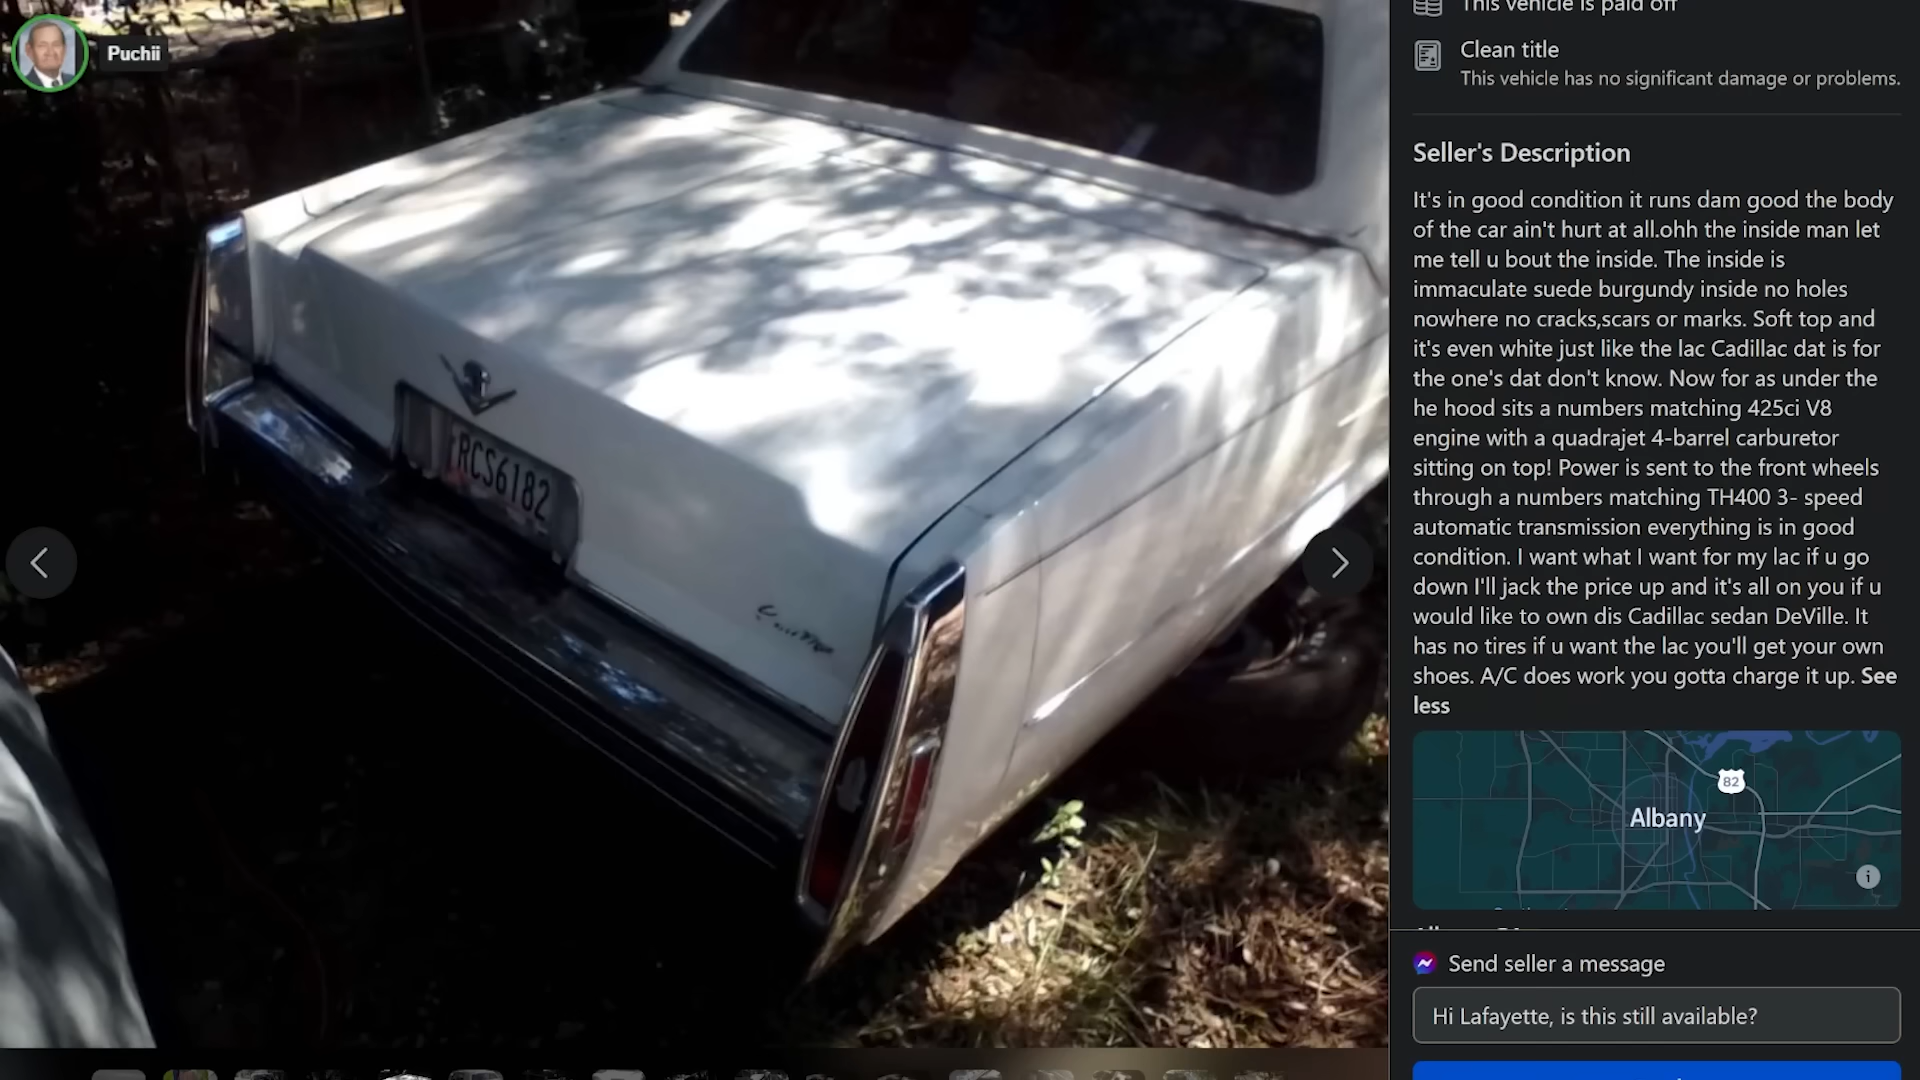 Puchii
RCS6182
This vehicle is paid off
Clean title
This vehicle has no significant damage or problems.
Seller's Description
It's in good condition it runs dam good the body
of the car ain't hurt at all.ohh the inside man let
me tell u bout the inside. The inside is
immaculate suede burgundy inside no holes
nowhere no cracks,scars or marks. Soft top and
it's even white just like the lac Cadillac dat is for
the one's dat don't know. Now for as under the
he hood sits a numbers matching 425ci V8
engine with a quadrajet 4-barrel carburetor
sitting on top! Power is sent to the front wheels
through a numbers matching TH400 3- speed
automatic transmission everything is in good
condition. I want what I want for my lac if u go
down I'll jack the price up and it's all on you if u
would like to own dis Cadillac sedan DeVille. It
has no tires if u want the lac you'll get your own
shoes. A/C does work you gotta charge it up. See
less
82
Albany
Send seller a message
Hi Lafayette, is this still available?